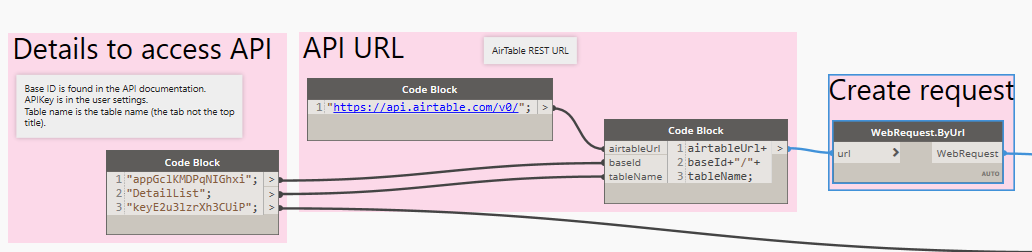 Details to access API
Base ID is found in the API documentation.
APIKey is in the user settings.
Table name is the table name (the tab not the top
title).
Code Block
1 "appGclKMDPqNIGhxi"; >
2 "DetailList"; >
3 "keyE2u3lzrXh3CUiP"; >
API URL
AirTable REST URL
Code Block
1 "https://api.airtable.com/v0/"; >
Code Block
airtableUrl 1 airtableUrl+ >
baseId 2 baseId+"/"+
tableName 3 tableName;
Create request
WebRequest.ByUrl
url > WebRequest
AUTO